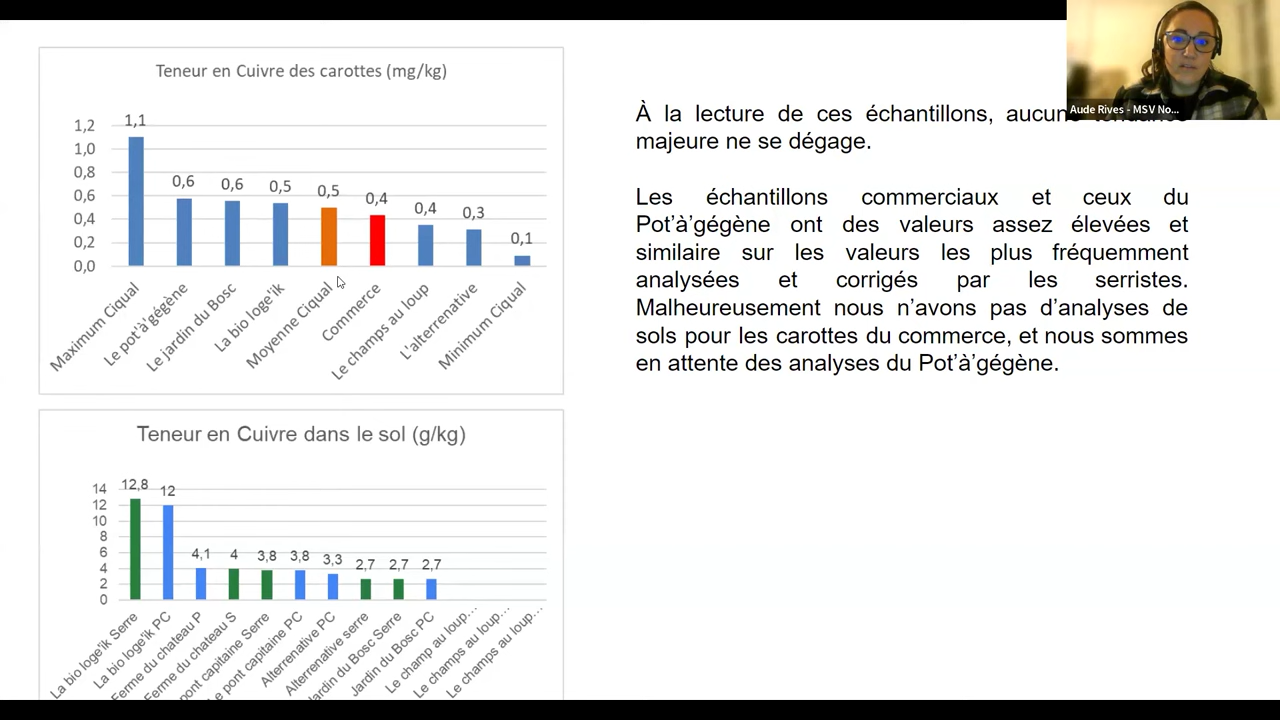 Teneur en Cuivre des carottes (mg/kg)
1,2
1,0
0,8
0,6
0,4
0,2
0,0
1,1
0,6
0,6
0,5
0,5
0,4
0,4
0,3
0,1
Maximum Ciqual
Le pot'à'gégène
Le jardin du Bosc
La bio loge'ik
Moyenne Ciqual
Commerce
Le champs au loup
L'alterrenative
Minimum Ciqual
Teneur en Cuivre dans le sol (g/kg)
14
12
10
8
6
4
2
0
12,8
12
4,1
4
3,8
3,8
3,3
2,7
2,7
2,7
La bio loge'ik Serre
La bio loge'ik PC
Ferme du chateau P
Ferme du chateau S
pont capitaine Serre
Le pont capitaine PC
Alterrenative PC
Alterrenative serre
Jardin du Bosc Serre
Jardin du Bosc PC
Le champ au loup...
Le champs au loup...
Le champs au loup...
À la lecture de ces échantillons, aucune
majeure ne se dégage.
Les échantillons commerciaux et ceux du
Pot’à’gégène ont des valeurs assez élevées et
similaire sur les valeurs les plus fréquemment
analysées et corrigés par les serristes.
Malheureusement nous n’avons pas d’analyses de
sols pour les carottes du commerce, et nous sommes
en attente des analyses du Pot’à’gégène.
Aude Rives - MSV No...